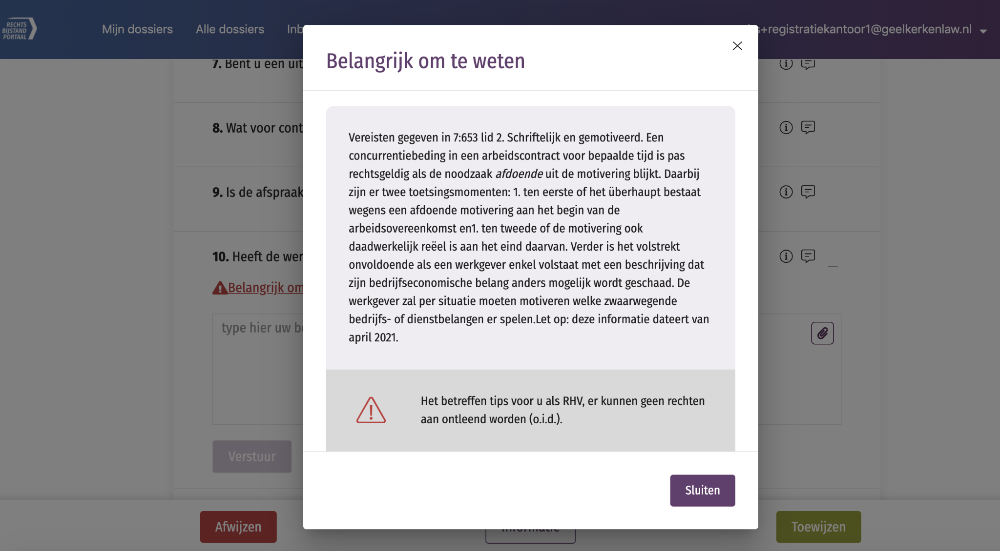 RECHTS
BIJSTAND
PORTAAL
Mijn dossiers
Alle dossiers
Inb
s+registratiekantoor1@geelkerkenlaw.nl
Belangrijk om te weten
7. Bent u een uit
8. Wat voor cont
9. Is de afspraak
10. Heeft de wer
Belangrijk om
type hier uw be
Verstuur
Vereisten gegeven in 7:653 lid 2. Schriftelijk en gemotiveerd. Een
concurrentiebeding in een arbeidscontract voor bepaalde tijd is pas
rechtsgeldig als de noodzaak afdoende uit de motivering blijkt. Daarbij
zijn er twee toetsingsmomenten: 1. ten eerste of het überhaupt bestaat
wegens een afdoende motivering aan het begin van de
arbeidsovereenkomst en1. ten tweede of de motivering ook
daadwerkelijk reëel is aan het eind daarvan. Verder is het volstrekt
onvoldoende als een werkgever enkel volstaat met een beschrijving dat
zijn bedrijfseconomische belang anders mogelijk wordt geschaad. De
werkgever zal per situatie moeten motiveren welke zwaarwegende
bedrijfs- of dienstbelangen er spelen.Let op: deze informatie dateert van
april 2021.
Het betreffen tips voor u als RHV, er kunnen geen rechten
aan ontleend worden (o.i.d.).
Sluiten
Afwijzen
Informatie
Toewijzen